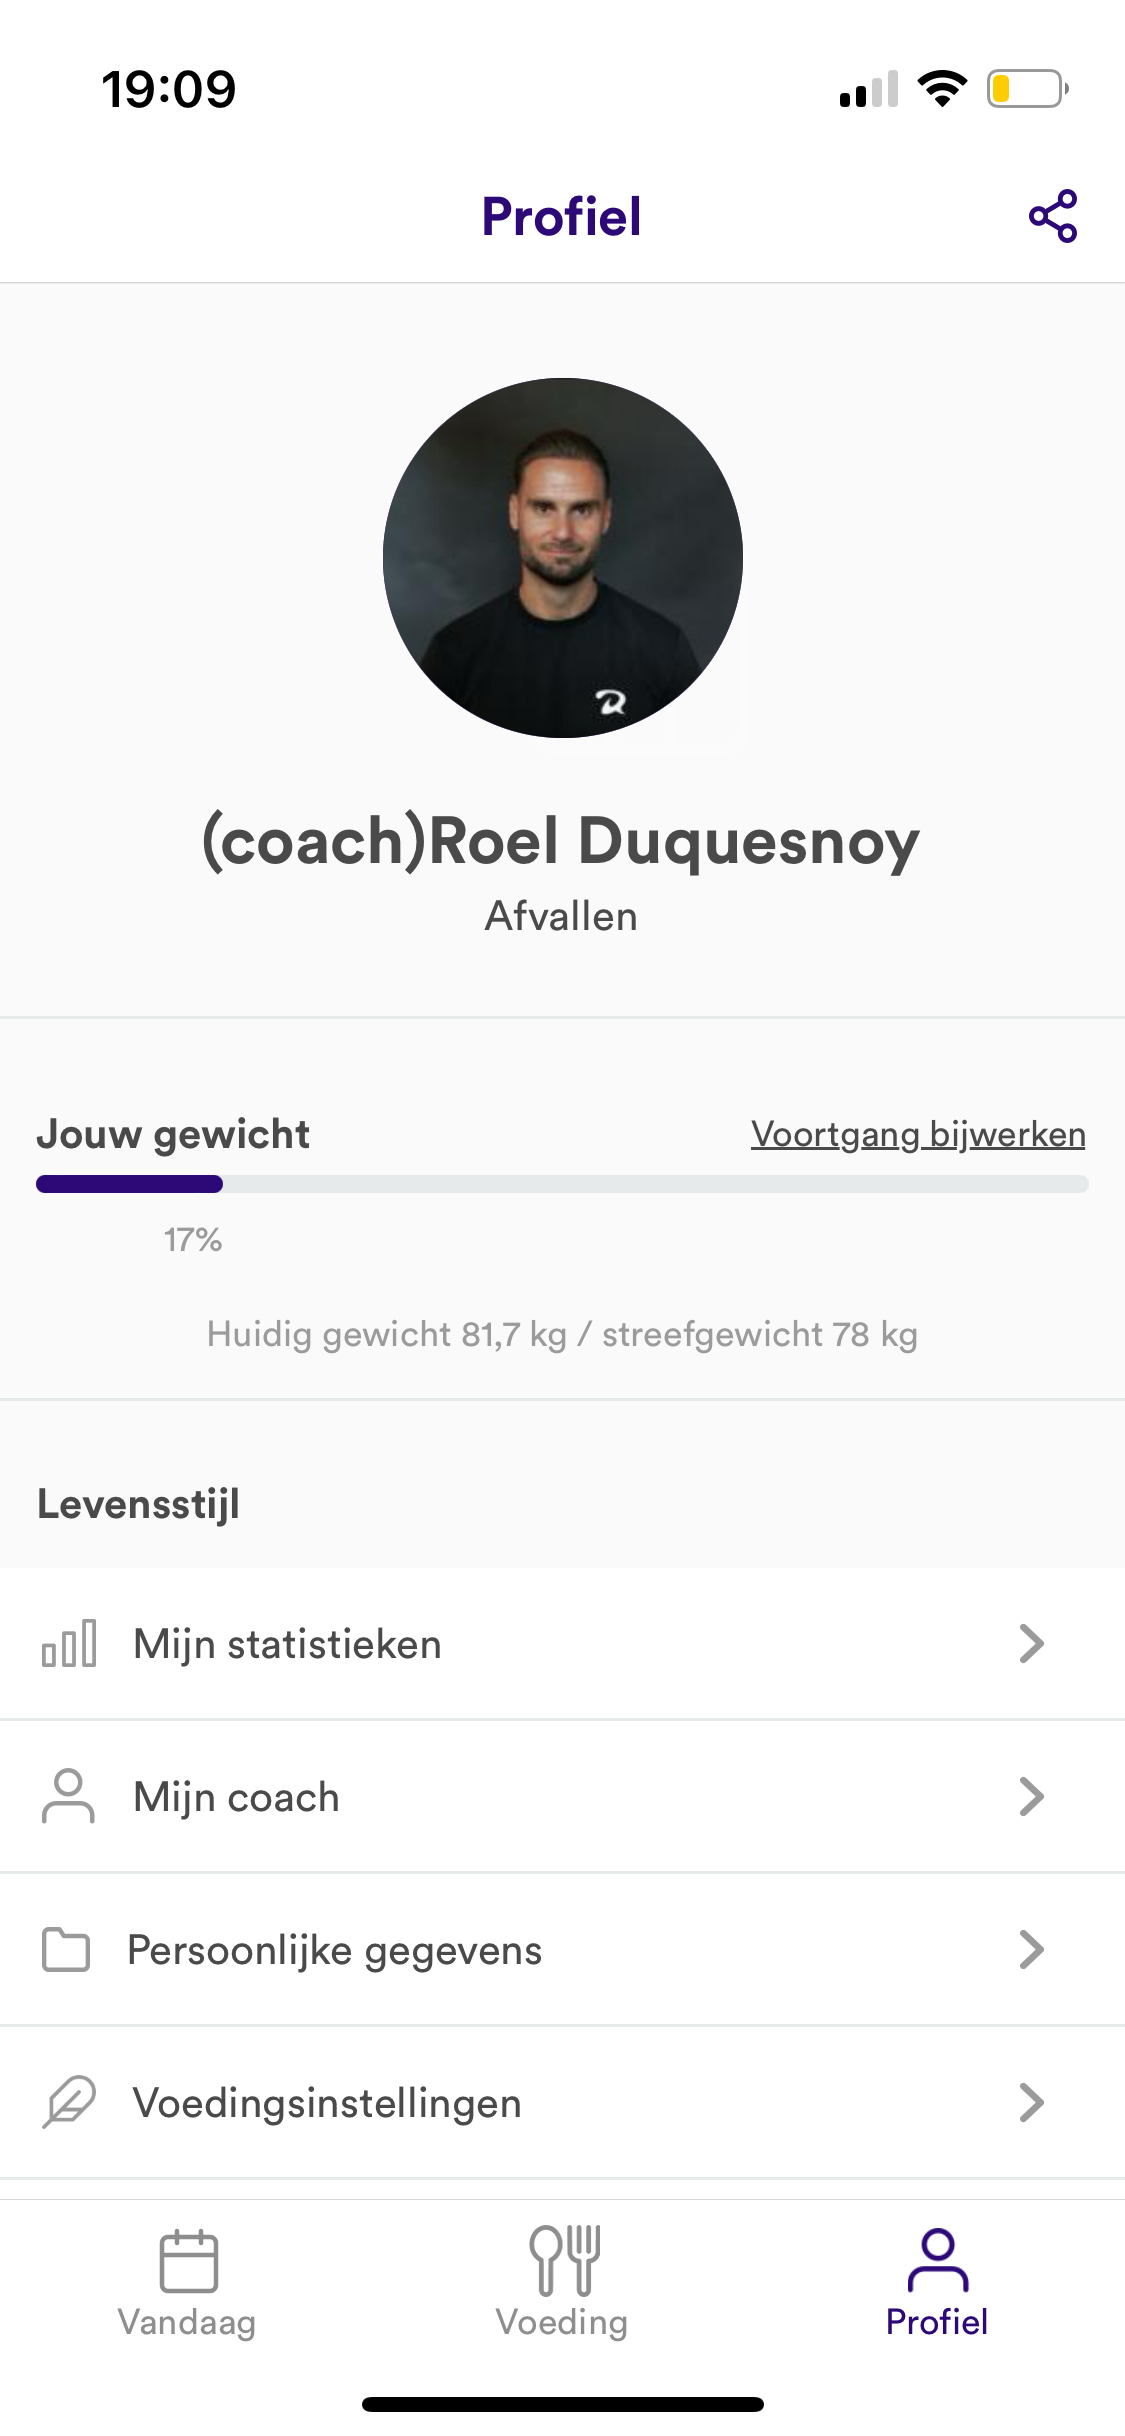 19:09
Profiel
R
(coach)Roel Duquesnoy
Afvallen
Jouw gewicht
Voortgang bijwerken
17%
Huidig gewicht 81,7 kg / streefgewicht 78 kg
Levensstijl
Mijn statistieken
Mijn coach
Persoonlijke gegevens
Voedingsinstellingen
Vandaag
Voeding
Profiel